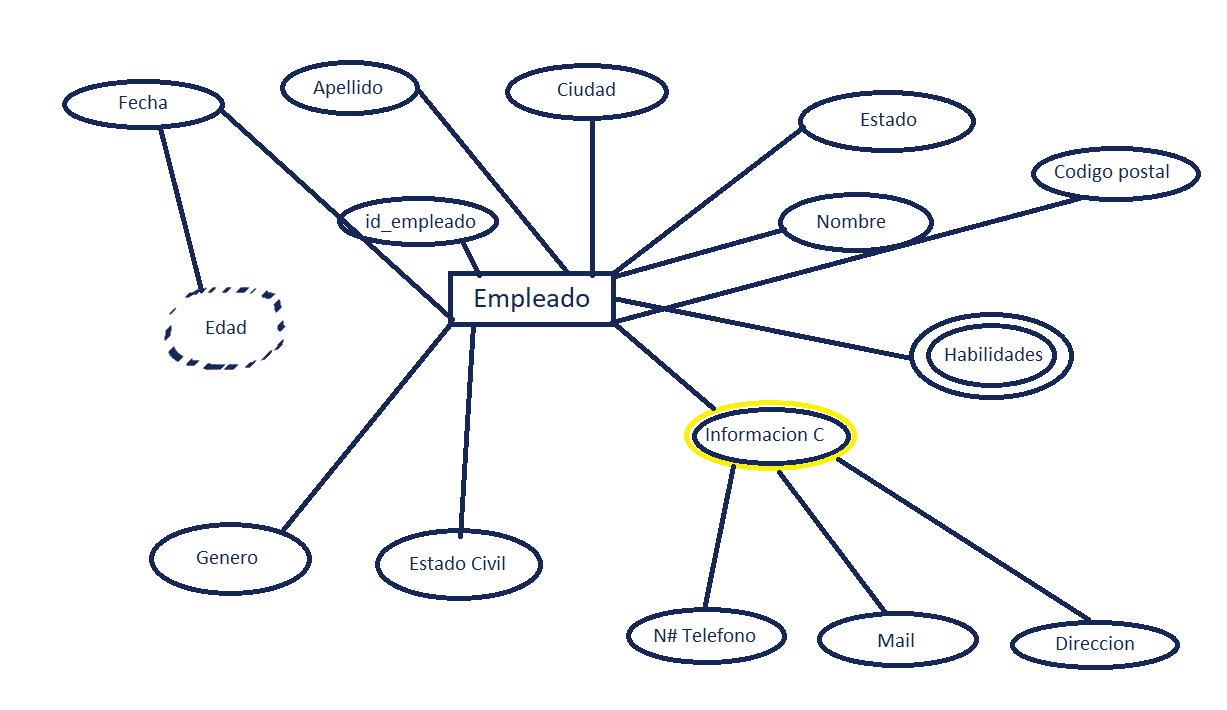 Apellido
Ciudad
Fecha
Estado
Codigo postal
id_empleado
Nombre
Empleado
Edad
Habilidades
Informacion C
Genero
Estado Civil
N# Telefono
Mail
Direccion